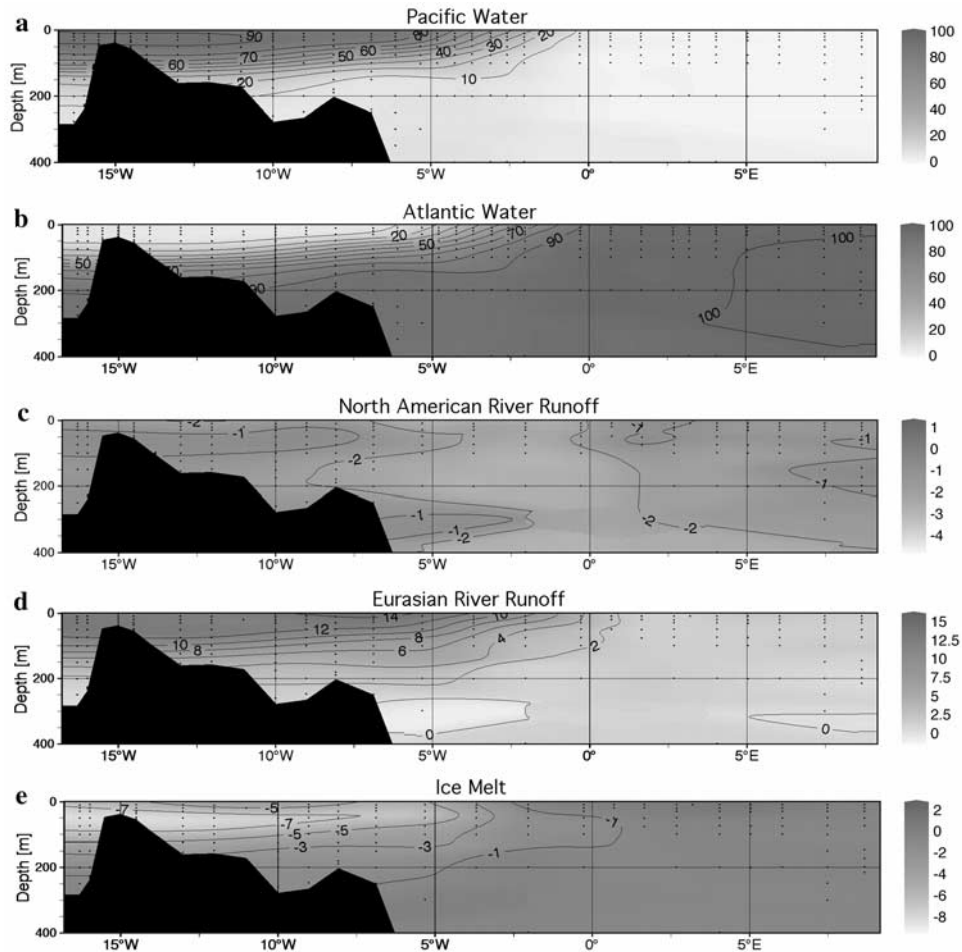 a
Pacific Water
0
200
400
Depth [m]
90
80
70
60
50
60
40
30
20
20
10
15°W
10°W
5°W
0°
5°E
100
80
60
40
20
0
b
Atlantic Water
0
200
400
Depth [m]
50
20
50
70
90
100
100
15°W
10°W
5°W
0°
5°E
100
80
60
40
20
0
c
North American River Runoff
0
200
400
Depth [m]
-2
-1
-2
-1
-1
-2
-1
-1
-1
-2
-2
15°W
10°W
5°W
0°
5°E
1
0
-1
-2
-3
-4
d
Eurasian River Runoff
0
200
400
Depth [m]
14
10
12
8
4
10
8
6
2
0
0
15°W
10°W
5°W
0°
5°E
15
12.5
10
7.5
5
2.5
0
e
Ice Melt
0
200
400
Depth [m]
-7
-5
-7
-5
-5
-3
-3
-1
-1
15°W
10°W
5°W
0°
5°E
2
0
-2
-4
-6
-8